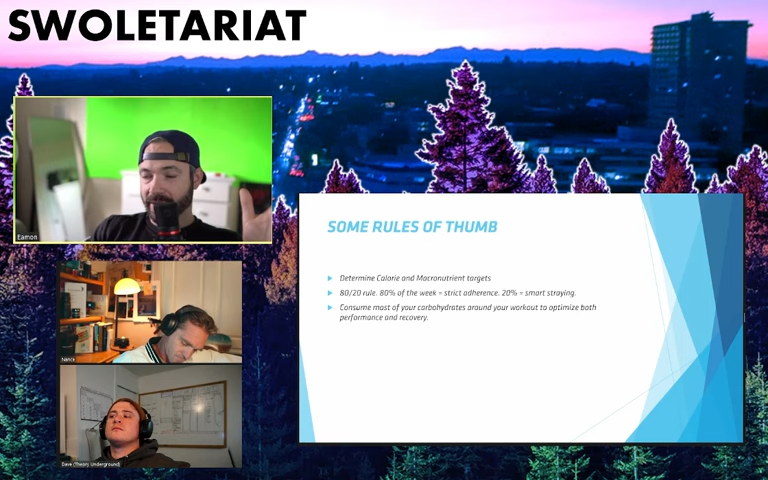 SWOLETARIAT
Eamon
SOME RULES OF THUMB
Determine Calorie and Macronutrient targets
80/20 rule. 80% of the week = strict adherence. 20% = smart straying.
Consume most of your carbohydrates around your workout to optimize both
performance and recovery.
Nance
Dave (Theory Underground)